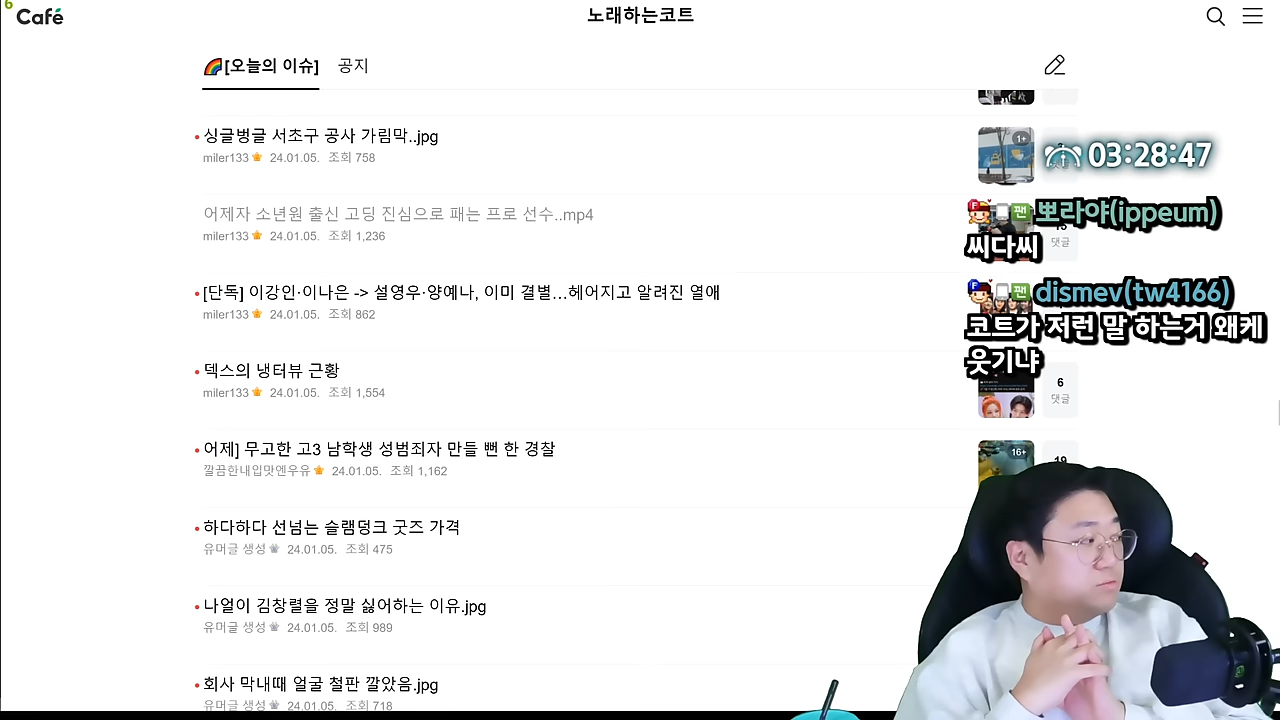 6
Café
노래하는코트
🌈[오늘의 이슈] 공지
싱글벙글 서초구 공사 가림막..jpg
miler133 24.01.05. 조회 758
1+
03:28:47
어제자 소년원 출신 고딩 진심으로 패는 프로 선수..mp4
miler133 24.01.05. 조회 1,236
댓글
F 팬 뽀라야(ippeum)
씨다씨
[단독] 이강인·이나은 -> 설영우·양예나, 이미 결별…헤어지고 알려진 열애
miler133 24.01.05. 조회 862
F 팬 dismev(tw4166)
코트가 저런 말 하는거 왜케
웃기냐
덱스의 냉터뷰 근황
miler133 24.01.05. 조회 1,554
6
댓글
어제] 무고한 고3 남학생 성범죄자 만들 뻔 한 경찰
깔끔한내입맛엔우유 24.01.05. 조회 1,162
16+
19
하다하다 선넘는 슬램덩크 굿즈 가격
유머글 생성 24.01.05. 조회 475
나얼이 김창렬을 정말 싫어하는 이유.jpg
유머글 생성 24.01.05. 조회 989
회사 막내때 얼굴 철판 깔았음.jpg
유머글 생성 24.01.05. 조회 718